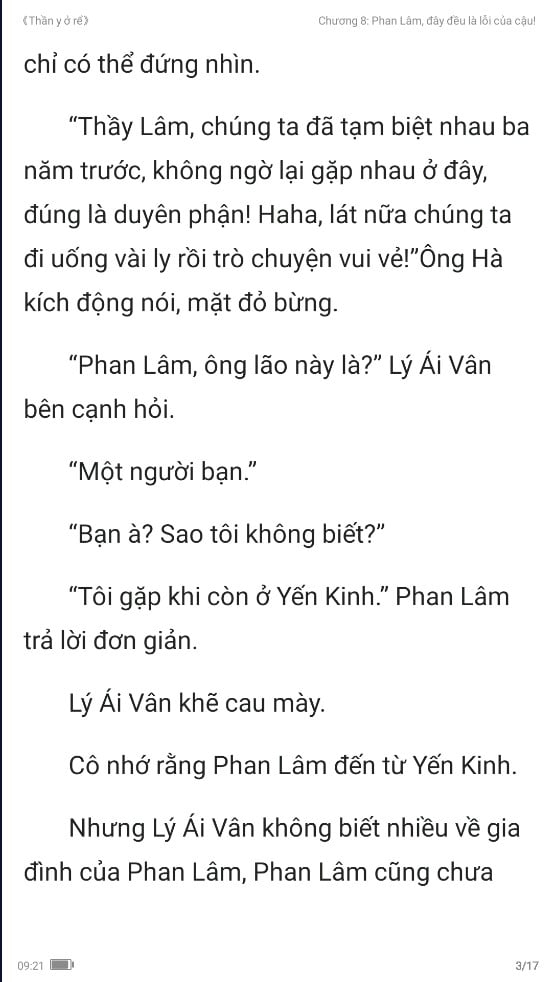 《Thần y ở rể》
Chương 8: Phan Lâm, đây đều là lỗi của cậu!
chỉ có thể đứng nhìn.
“Thầy Lâm, chúng ta đã tạm biệt nhau ba
năm trước, không ngờ lại gặp nhau ở đây,
đúng là duyên phận! Haha, lát nữa chúng ta
đi uống vài ly rồi trò chuyện vui vẻ!”Ông Hà
kích động nói, mặt đỏ bừng.
“Phan Lâm, ông lão này là?” Lý Ái Vân
bên cạnh hỏi.
“Một người bạn.”
“Bạn à? Sao tôi không biết?”
“Tôi gặp khi còn ở Yến Kinh.” Phan Lâm
trả lời đơn giản.
Lý Ái Vân khẽ cau mày.
Cô nhớ rằng Phan Lâm đến từ Yến Kinh.
Nhưng Lý Ái Vân không biết nhiều về gia
đình của Phan Lâm, Phan Lâm cũng chưa
09:21
3/17